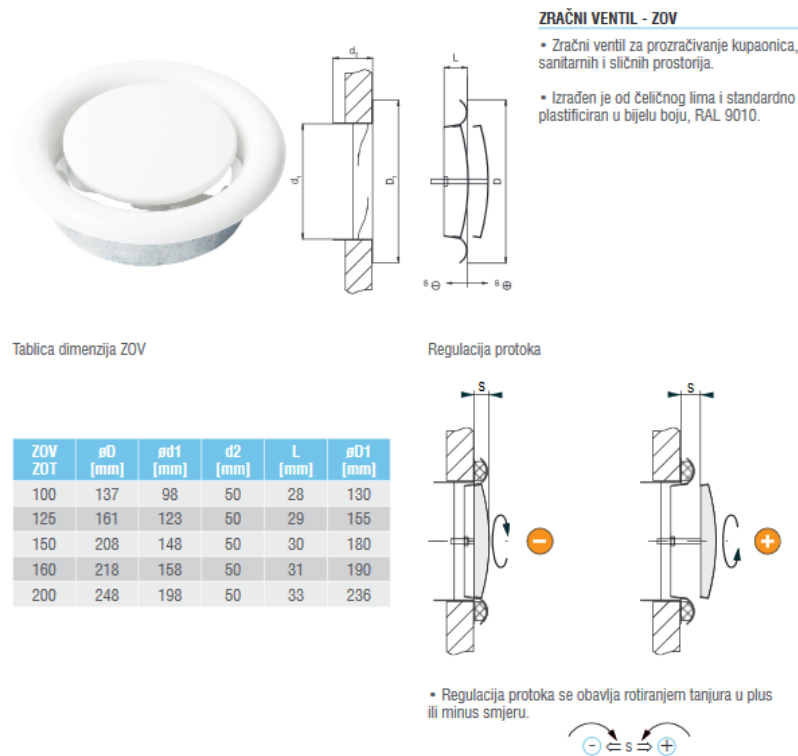 ZRAČNI VENTIL - ZOV
• Zračni ventil za prozračivanje kupaonica,
sanitarnih i sličnih prostorija.
• Izrađen je od čeličnog lima i standardno
plastificiran u bijelu boju, RAL 9010.
d₂
L
d₁
D₁
D
s ⊖
s ⊕
Tablica dimenzija ZOV
ZOV ZOT øD [mm] ød1 [mm] d2 [mm] L [mm] øD1 [mm]
100 137 98 50 28 130
125 161 123 50 29 155
150 208 148 50 30 180
160 218 158 50 31 190
200 248 198 50 33 236
Regulacija protoka
S
S
−
+
• Regulacija protoka se obavlja rotiranjem tanjura u plus
ili minus smjeru.
⊖ ⇐ s ⇒ ⊕